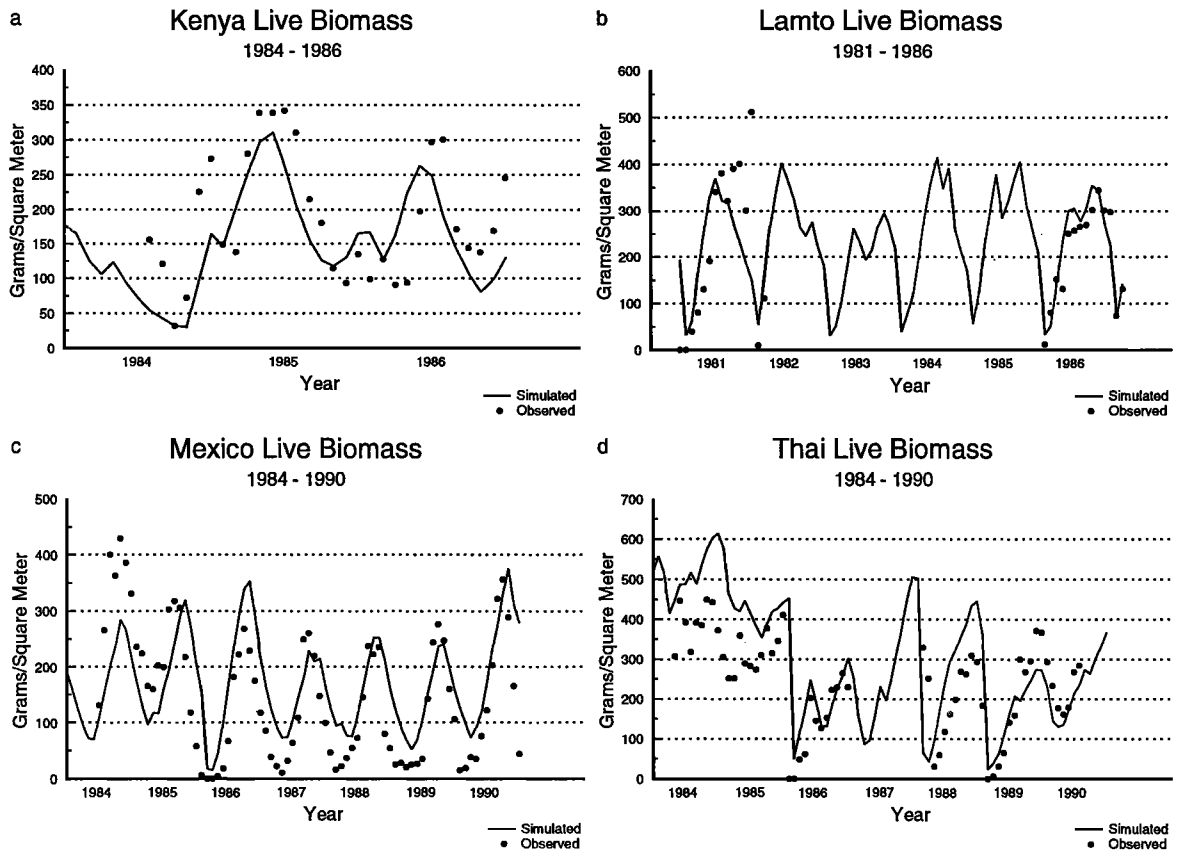 a
Kenya Live Biomass
1984 - 1986
Grams/Square Meter
400
350
300
250
200
150
100
50
0
1984 1985 1986
Year
Simulated
Observed
b
Lamto Live Biomass
1981 - 1986
Grams/Square Meter
600
500
400
300
200
100
0
1981 1982 1983 1984 1985 1986
Year
Simulated
Observed
c
Mexico Live Biomass
1984 - 1990
Grams/Square Meter
500
400
300
200
100
0
1984 1985 1986 1987 1988 1989 1990
Year
Simulated
Observed
d
Thai Live Biomass
1984 - 1990
Grams/Square Meter
700
600
500
400
300
200
100
0
1984 1985 1986 1987 1988 1989 1990
Year
Simulated
Observed